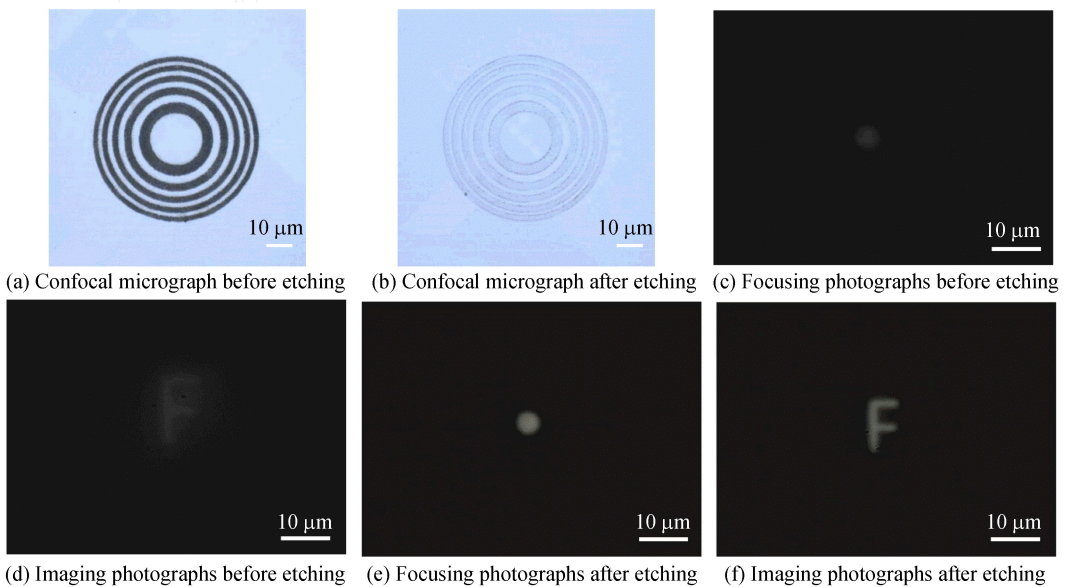 10 μm
10 μm
10 μm
(a) Confocal micrograph before etching
(b) Confocal micrograph after etching
(c) Focusing photographs before etching
F
F
10 μm
10 μm
10 μm
(d) Imaging photographs before etching
(e) Focusing photographs after etching
(f) Imaging photographs after etching